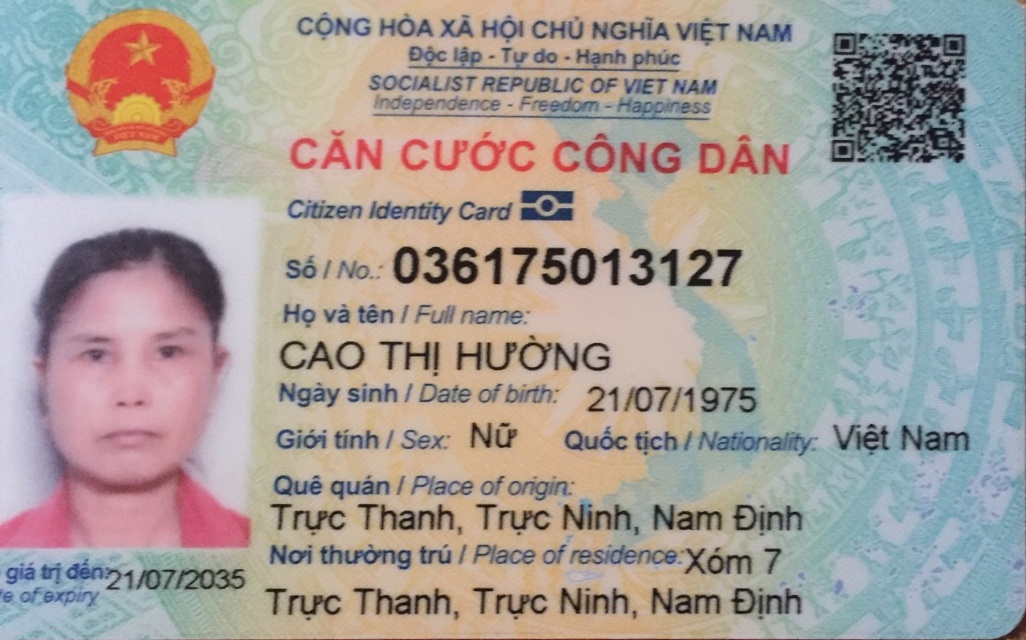 CỘNG HÒA XÃ HỘI CHỦ NGHĨA VIỆT NAM
Độc lập - Tự do - Hạnh phúc
SOCIALIST REPUBLIC OF VIET NAM
Independence - Freedom - Happiness
CĂN CƯỚC CÔNG DÂN
Citizen Identity Card
Số / No.: 036175013127
Họ và tên / Full name:
CAO THỊ HƯỜNG
Ngày sinh / Date of birth: 21/07/1975
Giới tính / Sex: Nữ Quốc tịch / Nationality: Việt Nam
Quê quán / Place of origin:
Trực Thanh, Trực Ninh, Nam Định
Nơi thường trú / Place of residence: Xóm 7
Trực Thanh, Trực Ninh, Nam Định
giá trị đến: 21/07/2035
e of expiry
VIỆT NAM